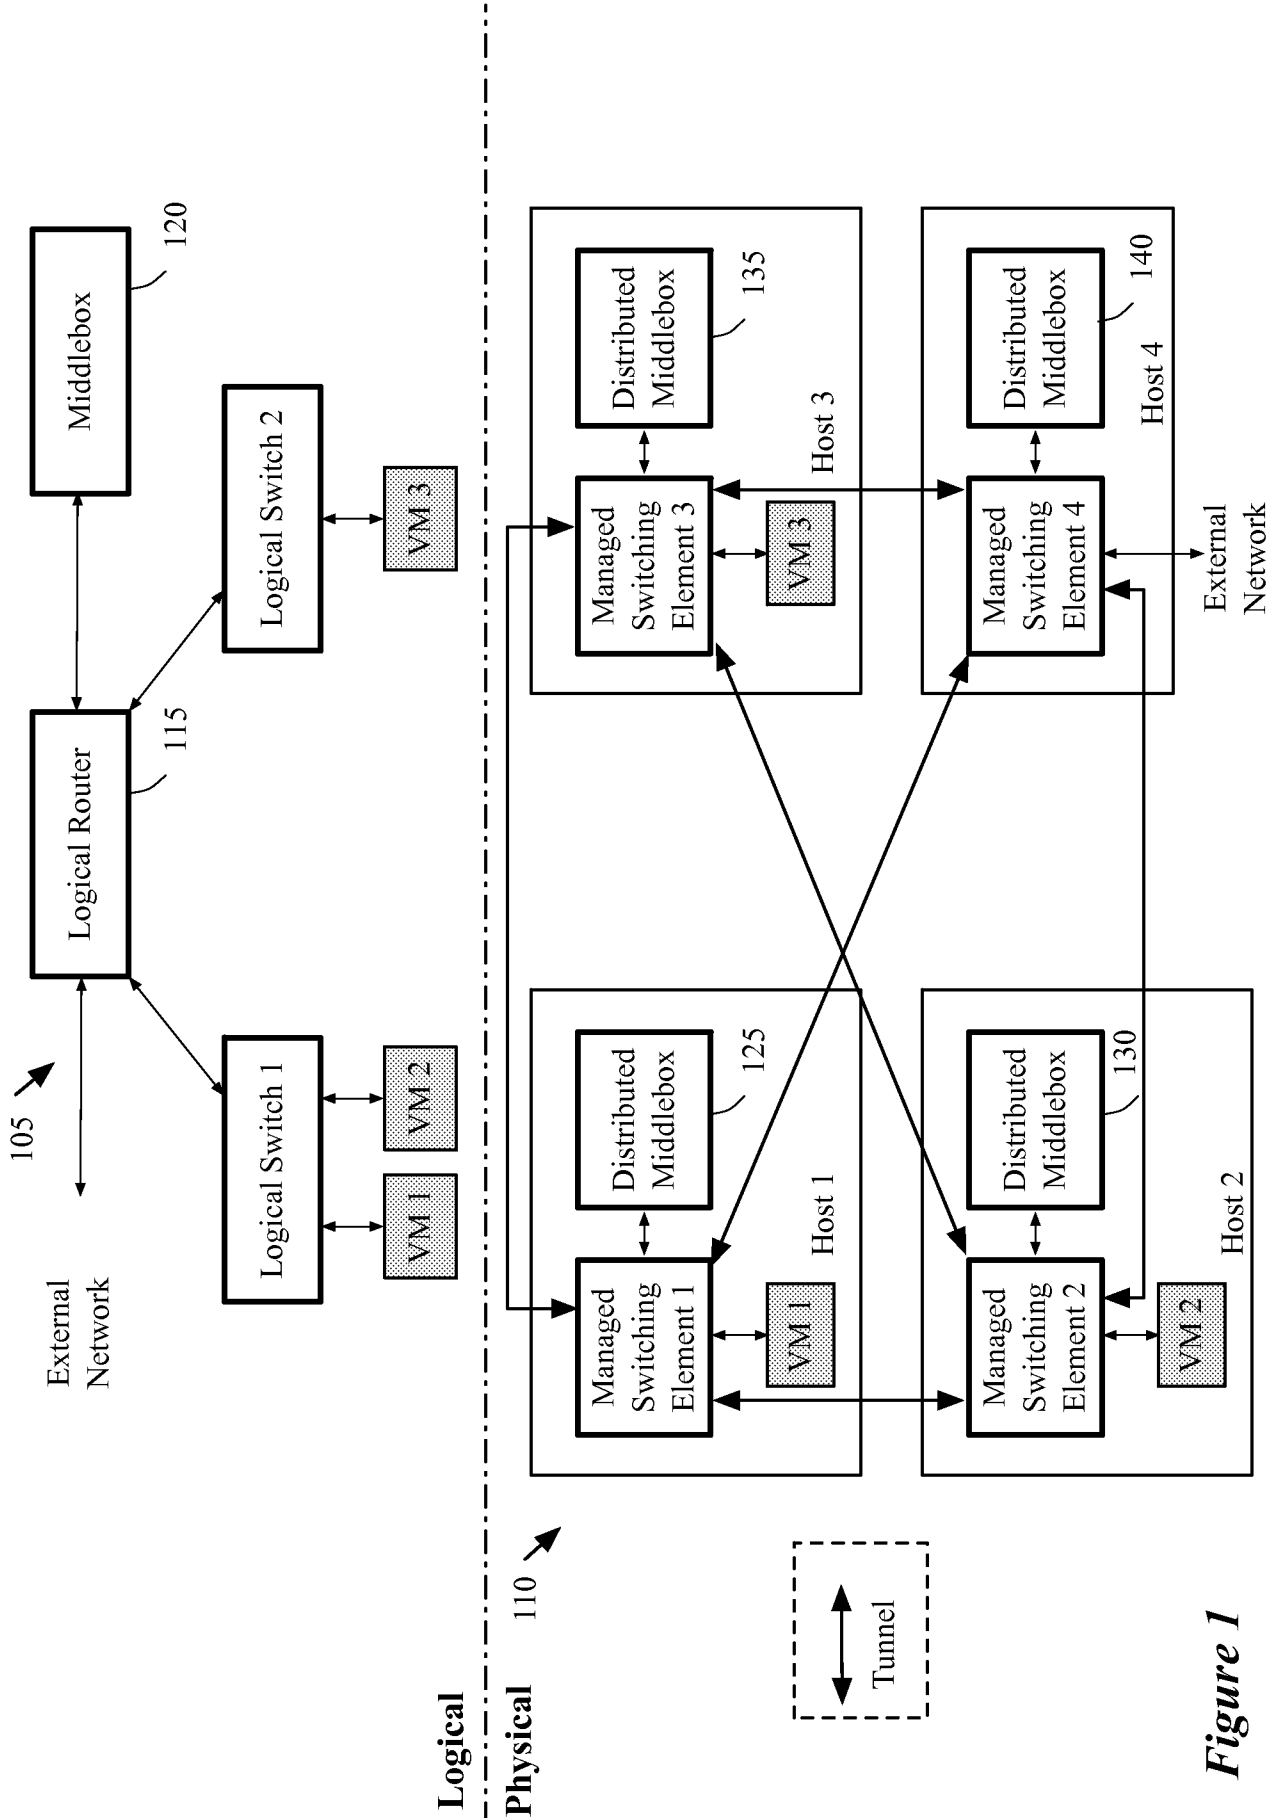 105
External
Network
Logical Router
115
Middlebox
120
Logical Switch 1
Logical Switch 2
VM 1
VM 2
VM 3
Logical
Physical
110
Managed
Switching
Element 1
Distributed
Middlebox
125
VM 1
Host 1
Managed
Switching
Element 3
Distributed
Middlebox
135
VM 3
Host 3
Tunnel
Managed
Switching
Element 2
Distributed
Middlebox
130
VM 2
Host 2
Managed
Switching
Element 4
Distributed
Middlebox
140
Host 4
External
Network
Figure 1